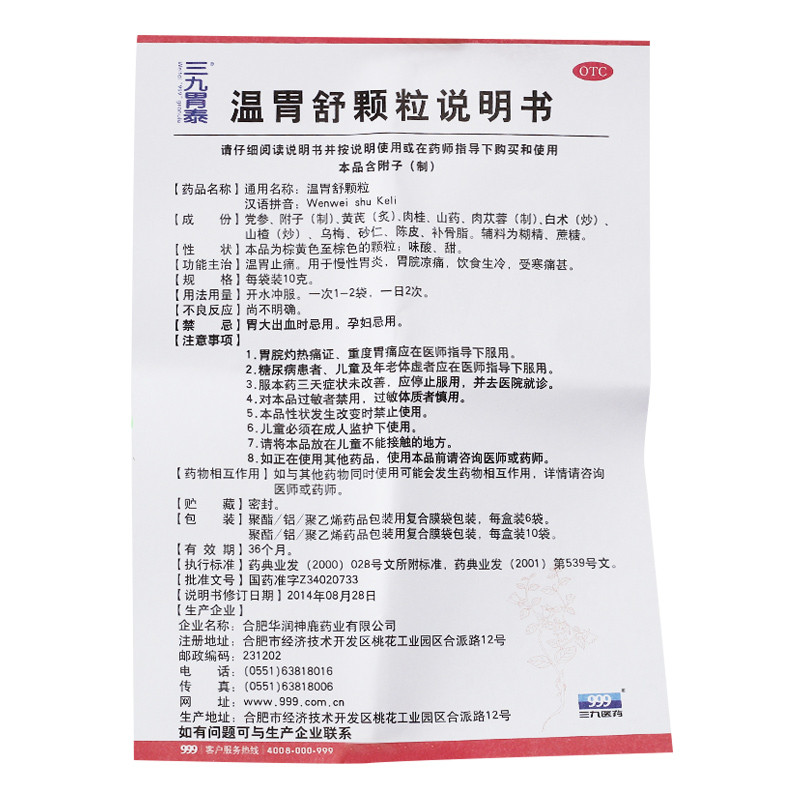 三九胃泰®
OTC
温胃舒颗粒说明书
请仔细阅读说明书并按说明使用或在药师指导下购买和使用
本品含附子（制）
【药品名称】通用名称：温胃舒颗粒
汉语拼音：Wenwei shu Keli
【成 份】党参、附子（制）、黄芪（炙）、肉桂、山药、肉苁蓉（制）、白术（炒）、
山楂（炒）、乌梅、砂仁、陈皮、补骨脂。辅料为糊精、蔗糖。
【性 状】本品为棕黄色至棕色的颗粒；味酸、甜。
【功能主治】温胃止痛。用于慢性胃炎，胃脘凉痛，饮食生冷，受寒痛甚。
【规 格】每袋装10克。
【用法用量】开水冲服。一次1-2袋，一日2次。
【不良反应】尚不明确。
【禁 忌】胃大出血时忌用。孕妇忌用。
【注意事项】
1.胃脘灼热痛证、重度胃痛应在医师指导下服用。
2.糖尿病患者、儿童及年老体虚者应在医师指导下服用。
3.服本药三天症状未改善，应停止服用，并去医院就诊。
4.对本品过敏者禁用，过敏体质者慎用。
5.本品性状发生改变时禁止使用。
6.儿童必须在成人监护下使用。
7.请将本品放在儿童不能接触的地方。
8.如正在使用其他药品，使用本品前请咨询医师或药师。
【药物相互作用】如与其他药物同时使用可能会发生药物相互作用，详情请咨询
医师或药师。
【贮 藏】密封。
【包 装】聚酯/铝/聚乙烯药品包装用复合膜袋包装，每盒装6袋。
聚酯/铝/聚乙烯药品包装用复合膜袋包装，每盒装10袋。
【有 效 期】36个月。
【执行标准】药典业发（2000）028号文所附标准，药典业发（2001）第539号文。
【批准文号】国药准字Z34020733
【说明书修订日期】2014年08月28日
【生产企业】
企业名称：合肥华润神鹿药业有限公司
注册地址：合肥市经济技术开发区桃花工业园区合派路12号
邮政编码：231202
电 话：(0551)63818016
传 真：(0551)63818006
网 址：www.999.com.cn
生产地址：合肥市经济技术开发区桃花工业园区合派路12号
如有问题可与生产企业联系
999®
三九医药
999 客户服务热线 4008-000-999